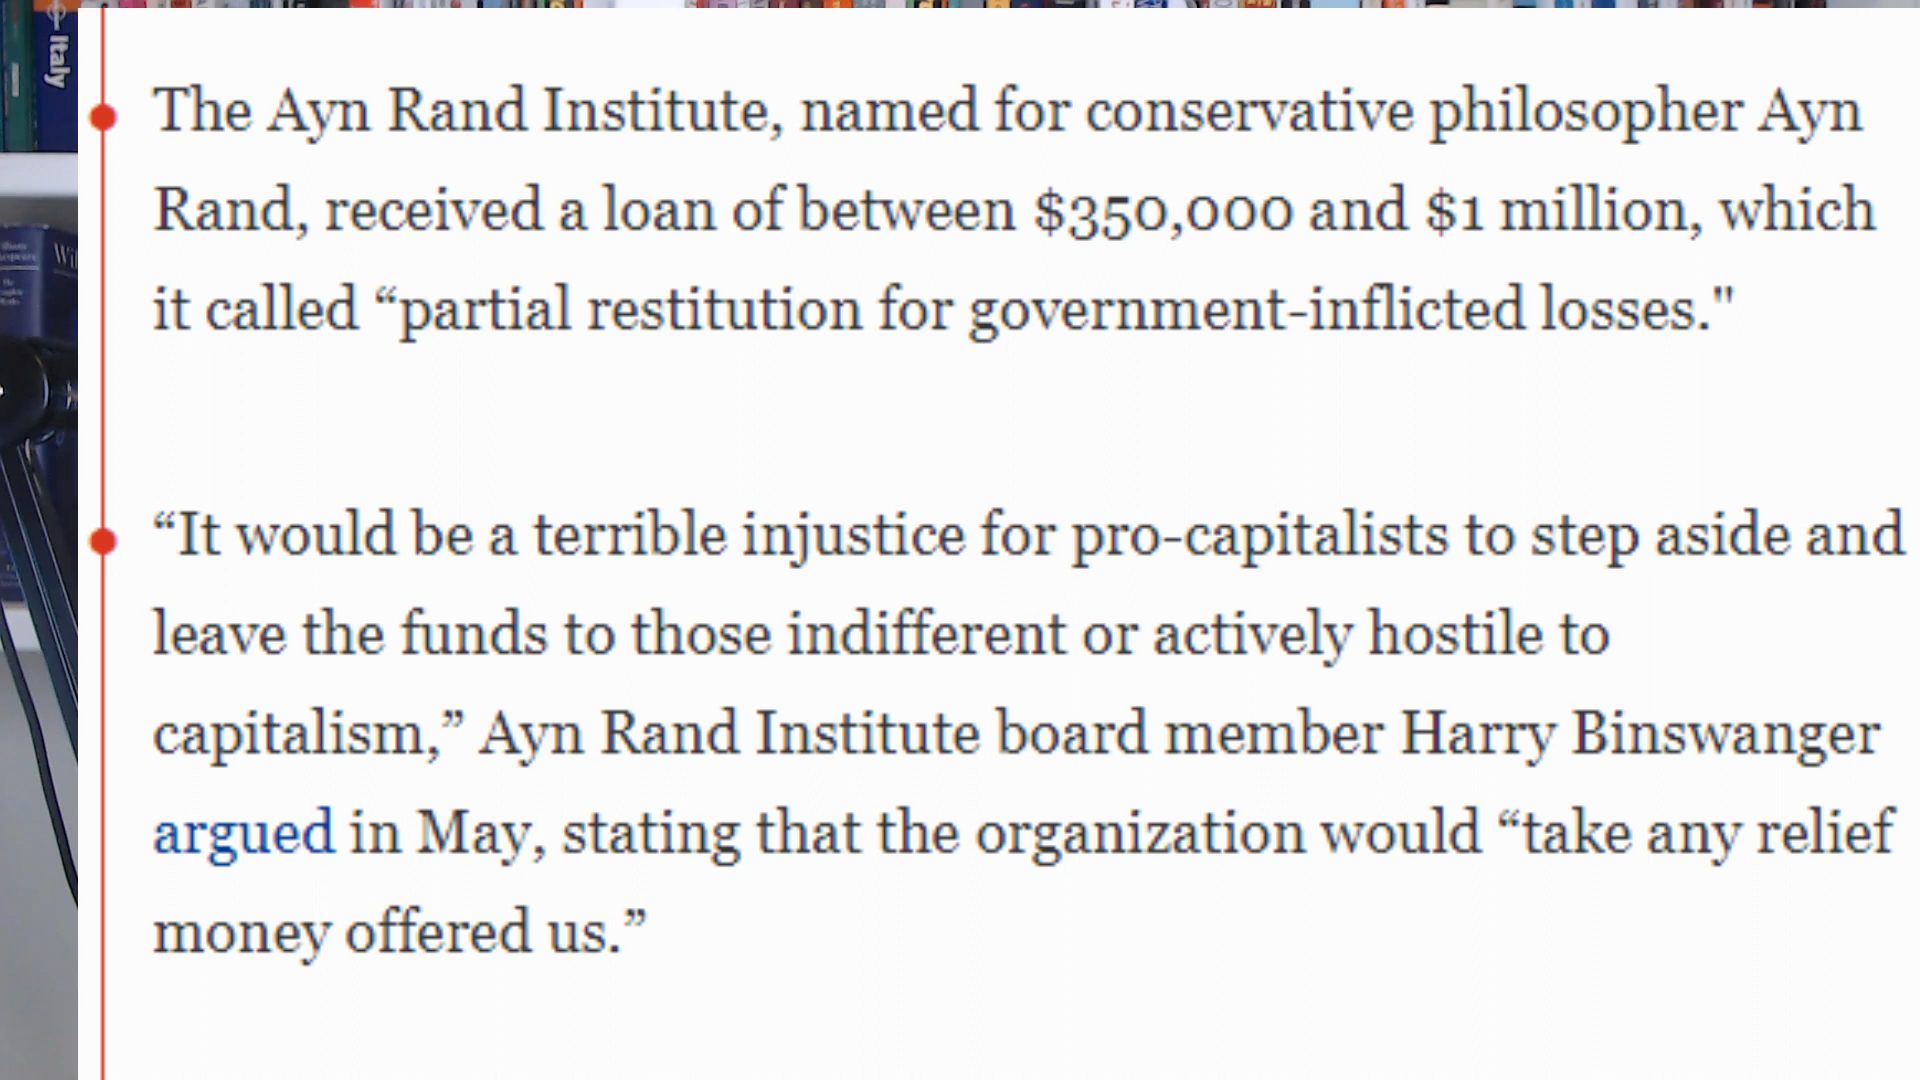 Italy
The Ayn Rand Institute, named for conservative philosopher Ayn
Rand, received a loan of between $350,000 and $1 million, which
it called “partial restitution for government-inflicted losses."
“It would be a terrible injustice for pro-capitalists to step aside and
leave the funds to those indifferent or actively hostile to
capitalism,” Ayn Rand Institute board member Harry Binswanger
argued in May, stating that the organization would “take any relief
money offered us.”